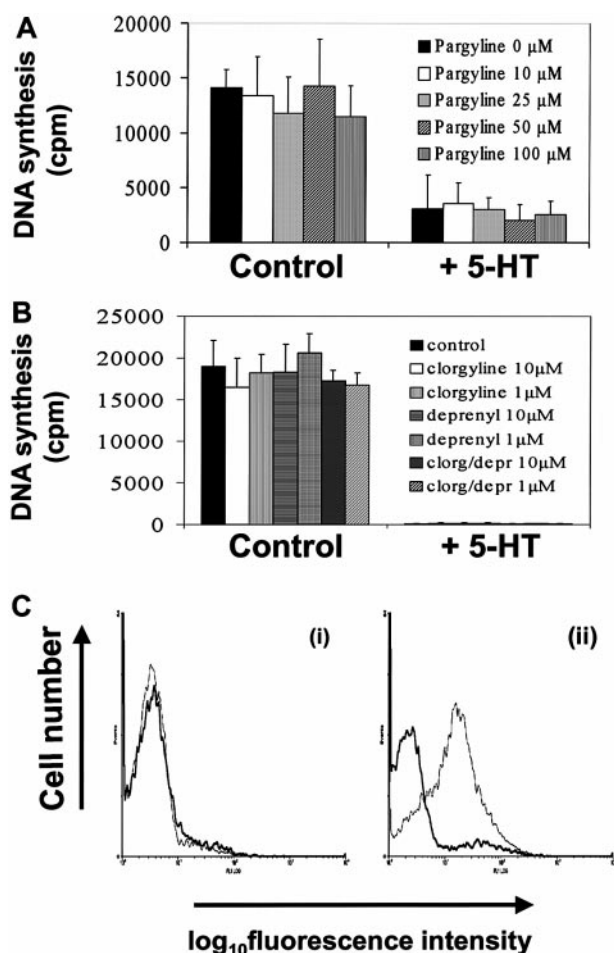 A
DNA synthesis
(cpm)
20000
15000
10000
5000
0
Pargyline 0 µM
Pargyline 10 µM
Pargyline 25 µM
Pargyline 50 µM
Pargyline 100 µM
Control
+ 5-HT
B
DNA synthesis
(cpm)
25000
20000
15000
10000
5000
0
control
clorgyline 10µM
clorgyline 1µM
deprenyl 10µM
deprenyl 1µM
clorg/depr 10µM
clorg/depr 1µM
Control
+ 5-HT
C
Cell number
(i)
(ii)
log10fluorescence intensity